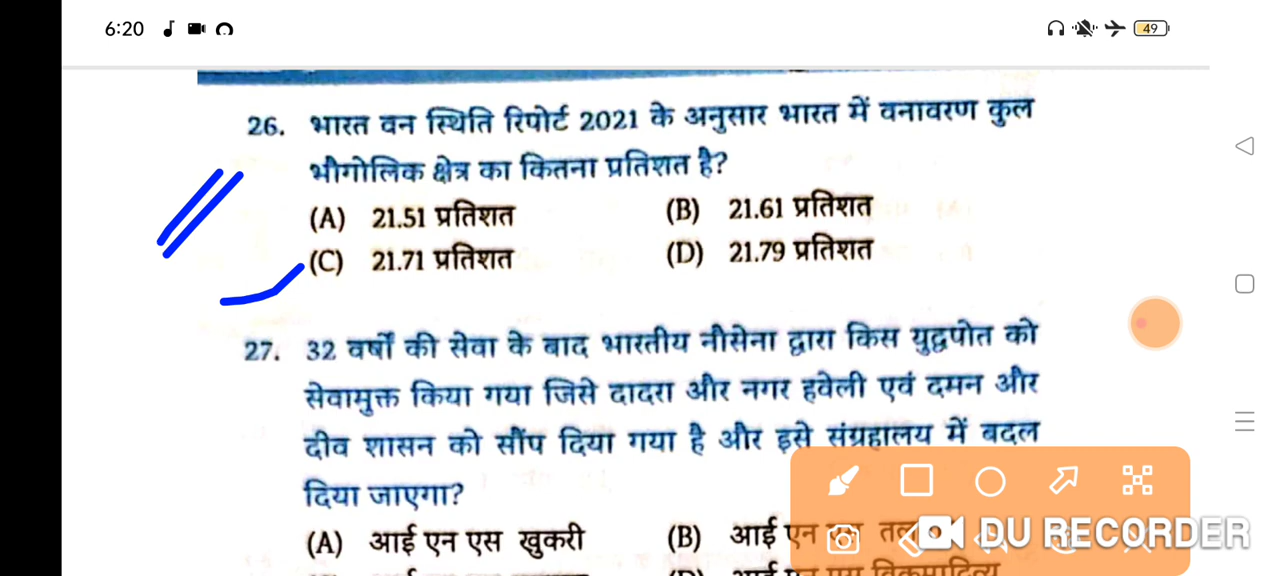 6:20
49
26. भारत वन स्थिति रिपोर्ट 2021 के अनुसार भारत में वनावरण कुल
भौगोलिक क्षेत्र का कितना प्रतिशत है?
(A) 21.51 प्रतिशत (B) 21.61 प्रतिशत
(C) 21.71 प्रतिशत (D) 21.79 प्रतिशत
27. 32 वर्षों की सेवा के बाद भारतीय नौसेना द्वारा किस युद्धपोत को
सेवामुक्त किया गया जिसे दादरा और नगर हवेली एवं दमन और
दीव शासन को सौंप दिया गया है और इसे संग्रहालय में बदल
दिया जाएगा?
(A) आई एन एस खुकरी (B) आई एन एस
DU RECORDER
विक्रमादित्य